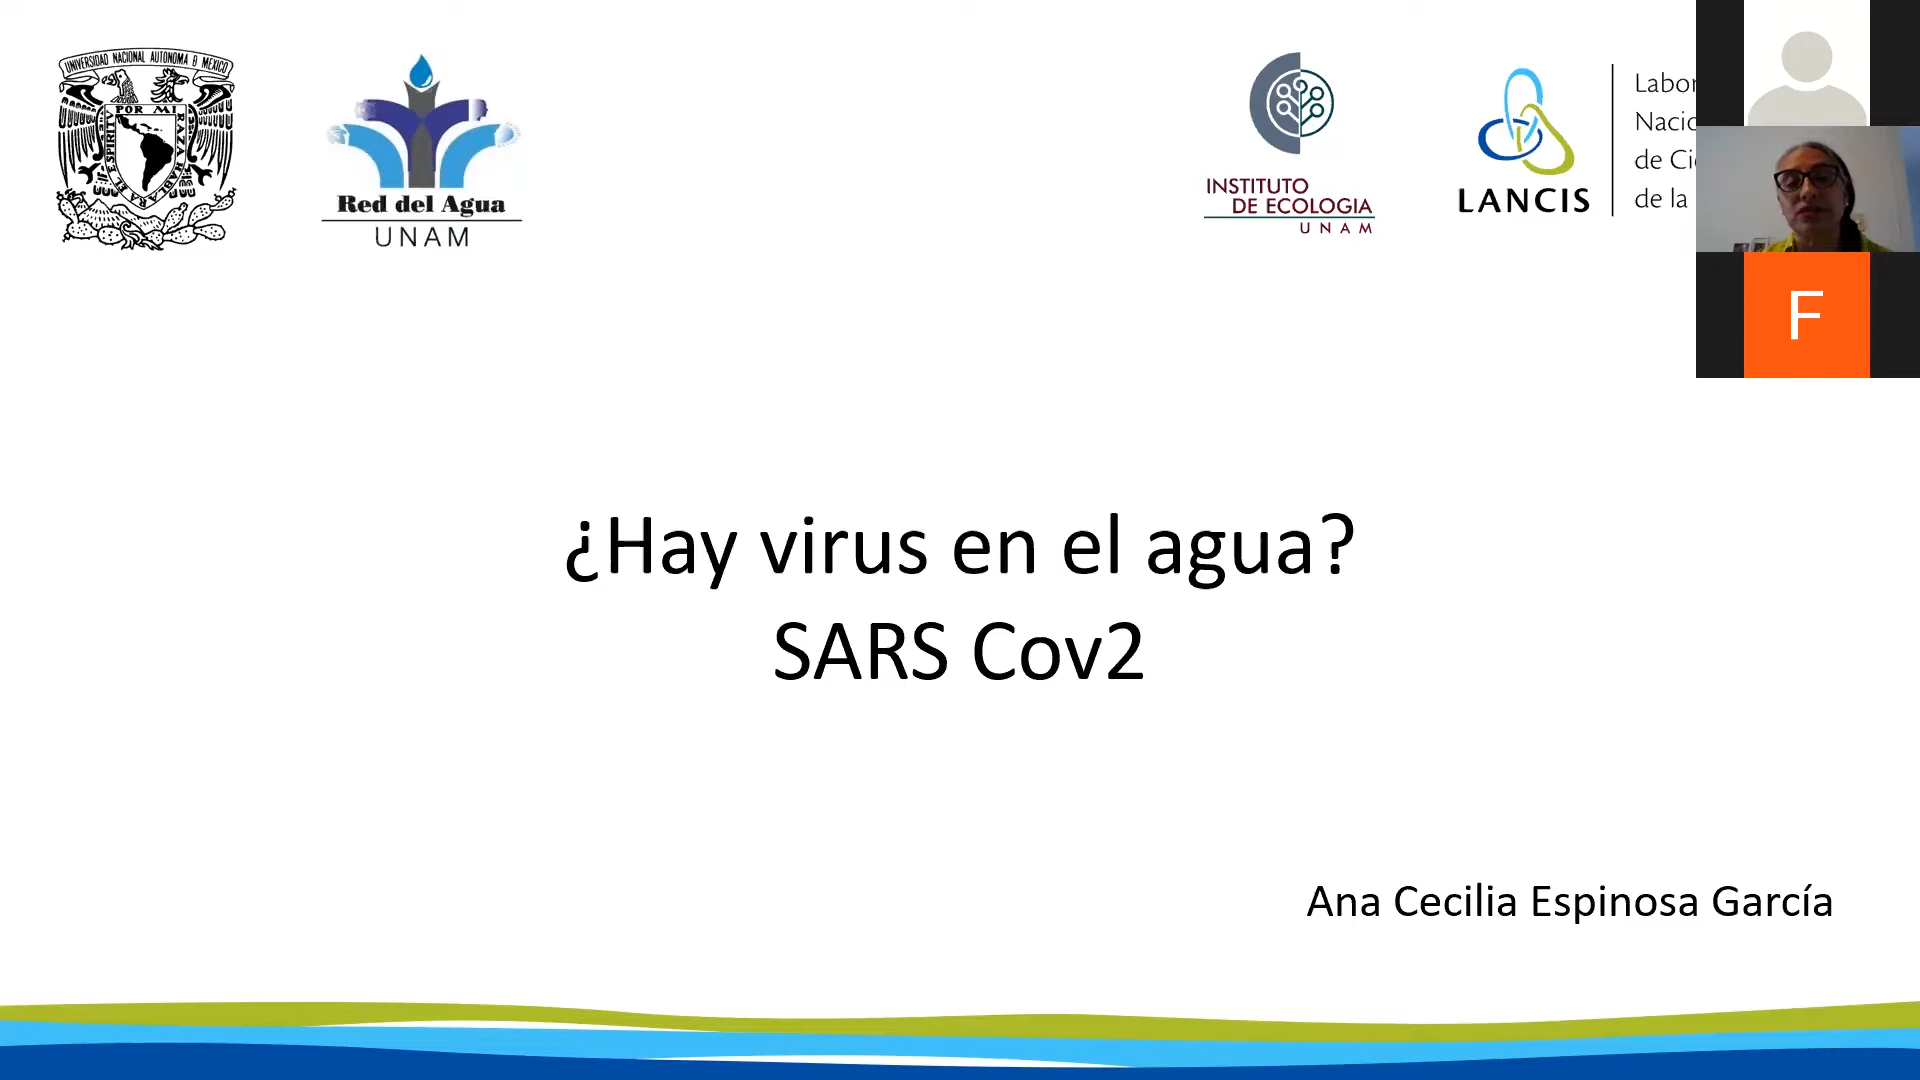 UNIVERSIDAD NACIONAL AUTONOMA D MEXICO
POR MI RAZA HABLARA EL ESPIRITU
Red del Agua
UNAM
INSTITUTO
DE ECOLOGIA
UNAM
LANCIS
Labor
Nacio
de Ci
de la
F
¿Hay virus en el agua?
SARS Cov2
Ana Cecilia Espinosa García